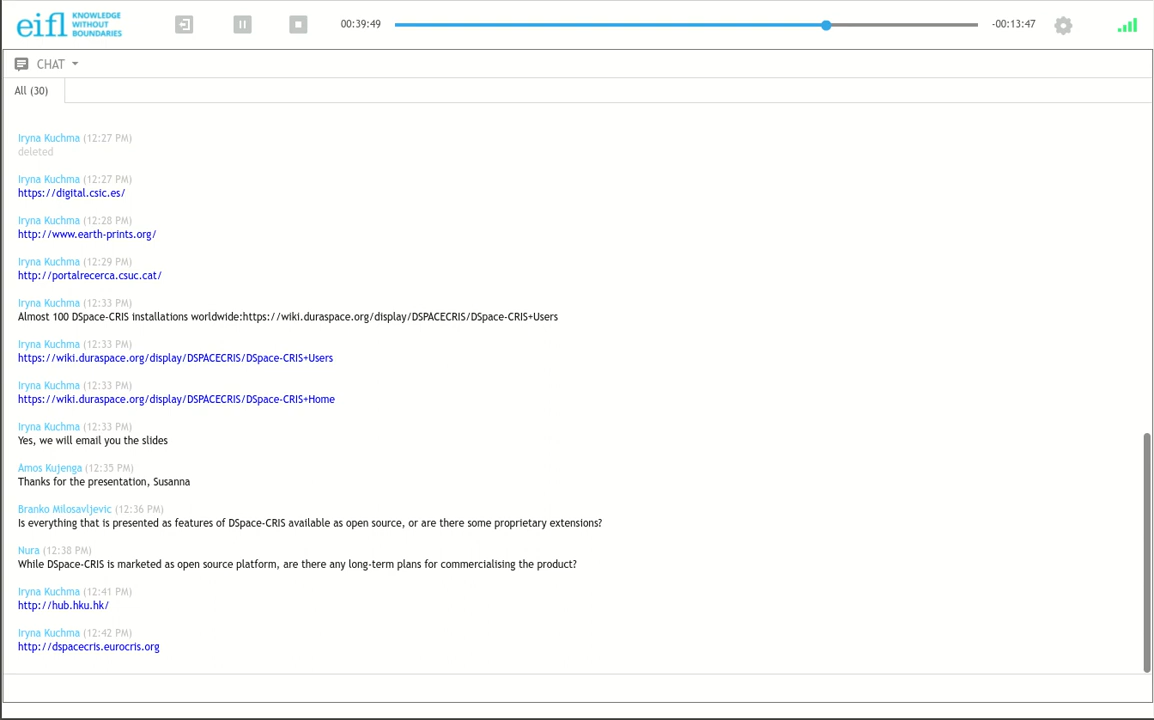 eifl KNOWLEDGE
WITHOUT
BOUNDARIES
00:39:49
-00:13:47
CHAT
All (30)
Iryna Kuchma (12:27 PM)
deleted
Iryna Kuchma (12:27 PM)
https://digital.csic.es/
Iryna Kuchma (12:28 PM)
http://www.earth-prints.org/
Iryna Kuchma (12:29 PM)
http://portalrecerca.csuc.cat/
Iryna Kuchma (12:33 PM)
Almost 100 DSpace-CRIS installations worldwide:https://wiki.duraspace.org/display/DSPACECRIS/DSpace-CRIS+Users
Iryna Kuchma (12:33 PM)
https://wiki.duraspace.org/display/DSPACECRIS/DSpace-CRIS+Users
Iryna Kuchma (12:33 PM)
https://wiki.duraspace.org/display/DSPACECRIS/DSpace-CRIS+Home
Iryna Kuchma (12:33 PM)
Yes, we will email you the slides
Amos Kujenga (12:35 PM)
Thanks for the presentation, Susanna
Branko Milosavljevic (12:36 PM)
Is everything that is presented as features of DSpace-CRIS available as open source, or are there some proprietary extensions?
Nura (12:38 PM)
While DSpace-CRIS is marketed as open source platform, are there any long-term plans for commercialising the product?
Iryna Kuchma (12:41 PM)
http://hub.hku.hk/
Iryna Kuchma (12:42 PM)
http://dspacecris.eurocris.org